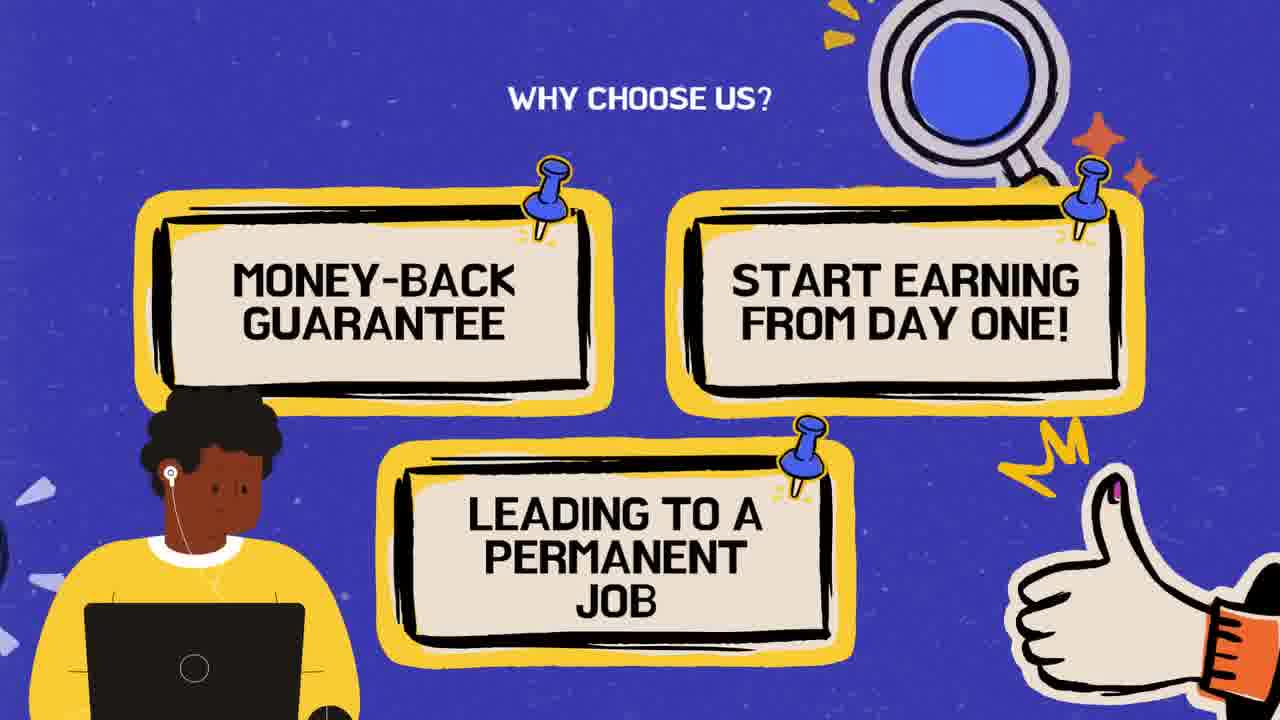 WHY CHOOSE US?
MONEY-BACK
GUARANTEE
START EARNING
FROM DAY ONE!
LEADING TO A
PERMANENT
JOB